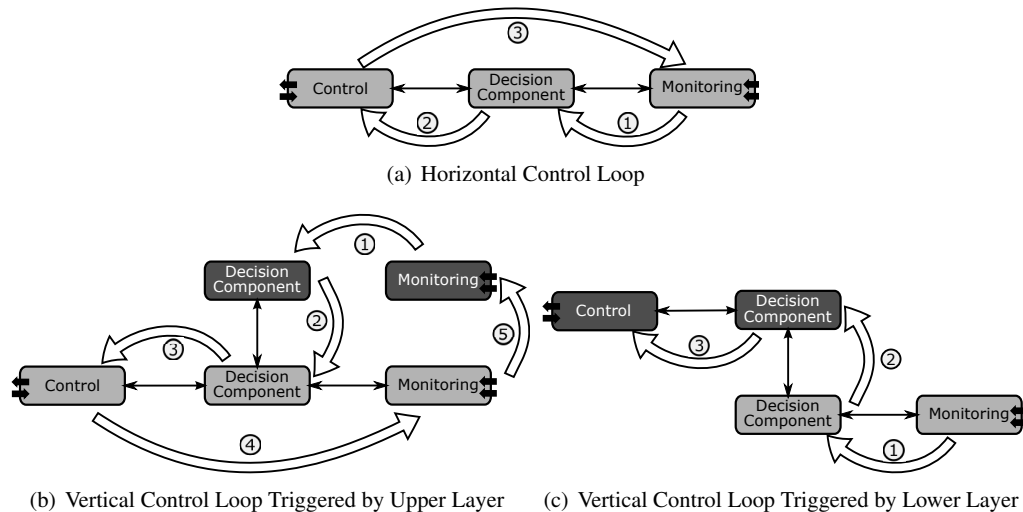 ③
Control
Decision
Component
Monitoring
②
①
(a) Horizontal Control Loop
①
Decision
Component
Monitoring
②
⑤
③
Control
Decision
Component
Monitoring
④
(b) Vertical Control Loop Triggered by Upper Layer
Control
Decision
Component
③
②
Decision
Component
Monitoring
①
(c) Vertical Control Loop Triggered by Lower Layer